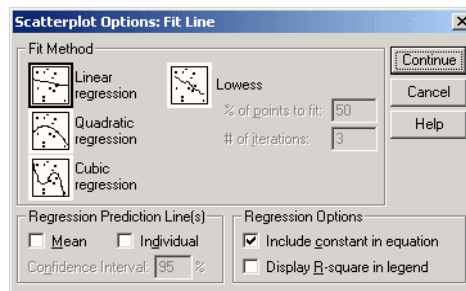 Scatterplot Options: Fit Line
Fit Method
Linear
regression
Quadratic
regression
Cubic
regression
Lowess
% of points to fit: 50
# of iterations: 3
Continue
Cancel
Help
Regression Prediction Line(s)
Mean Individual
Confidence Interval: 95 %
Regression Options
Include constant in equation
Display R-square in legend